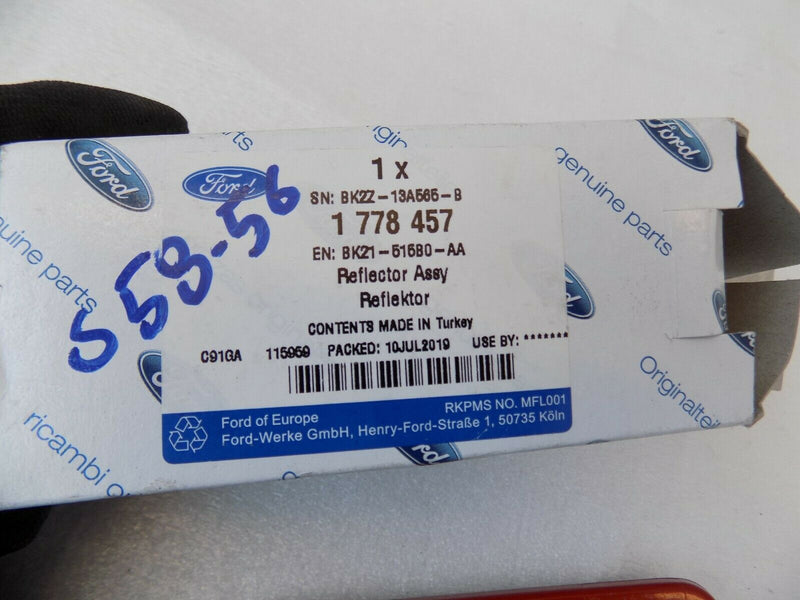 Ford
Ford
558-56
1 x
SN: BK2Z-13A565-B
1 778 457
EN: BK21-515B0-AA
Reflector Assy
Reflektor
CONTENTS MADE IN Turkey
C91GA 115959 PACKED: 10JUL2019 USE BY: *******
RKPMS NO. MFL001
Ford of Europe
Ford-Werke GmbH, Henry-Ford-Straße 1, 50735 Köln
genuine parts
Ford
genuine parts
Originalteil
ricambi